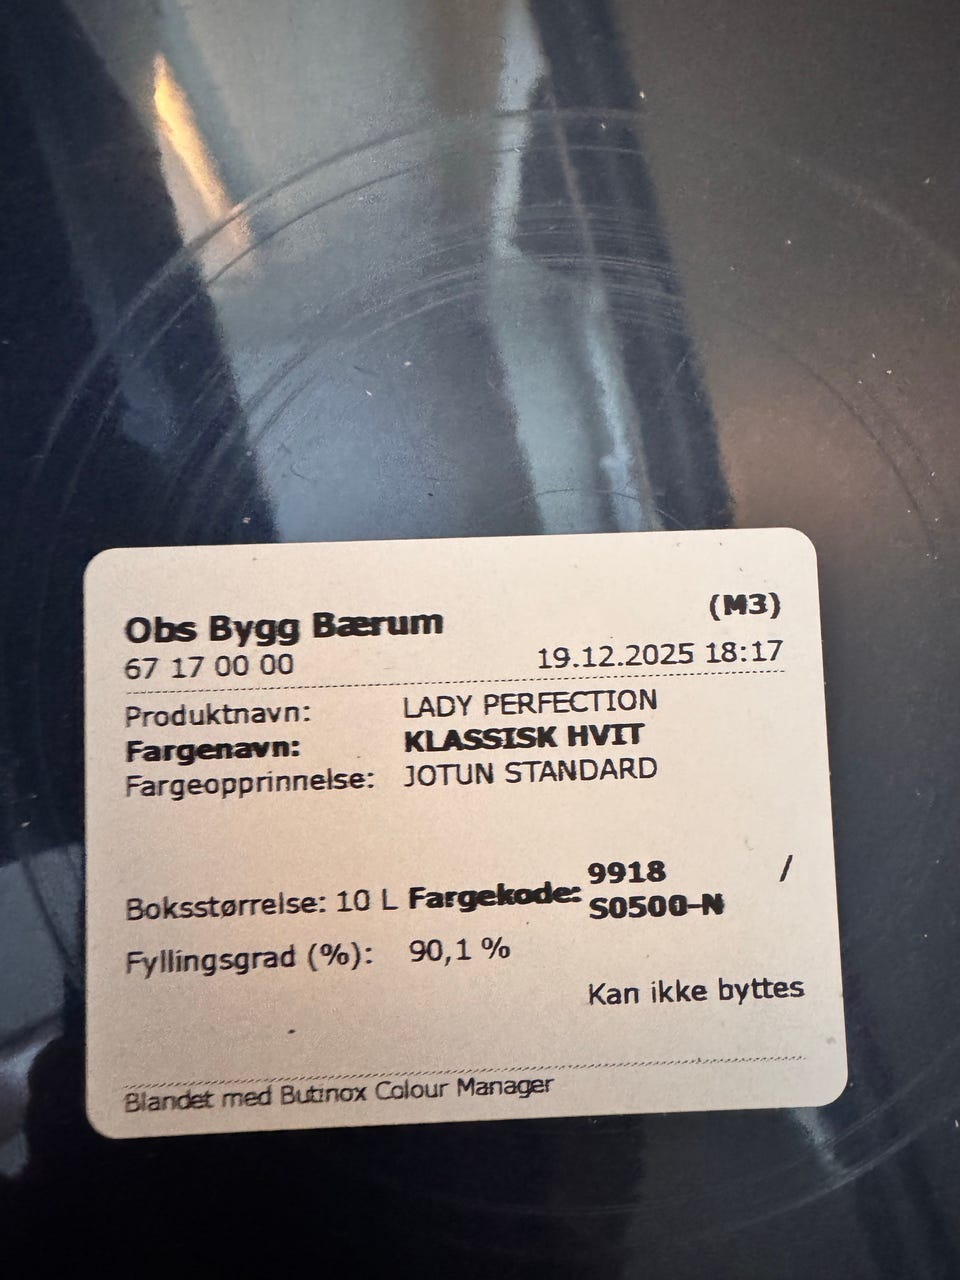 Obs Bygg Bærum (M3)
67 17 00 00 19.12.2025 18:17
Produktnavn: LADY PERFECTION
Fargenavn: KLASSISK HVIT
Fargeopprinnelse: JOTUN STANDARD
Boksstørrelse: 10 L Fargekode: 9918 /
S0500-N
Fyllingsgrad (%): 90,1 %
Kan ikke byttes
Blandet med Butinox Colour Manager